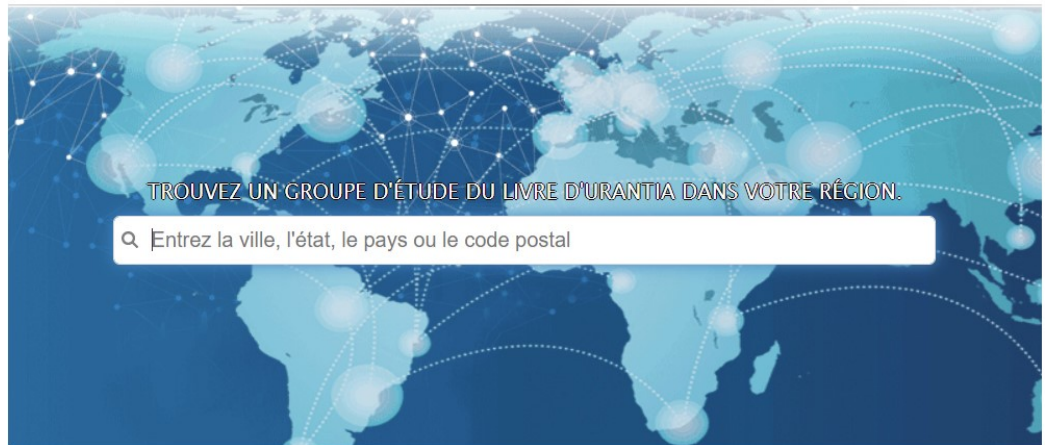 TROUVEZ UN GROUPE D'ÉTUDE DU LIVRE D'URANTIA DANS VOTRE RÉGION.
Entrez la ville, l'état, le pays ou le code postal